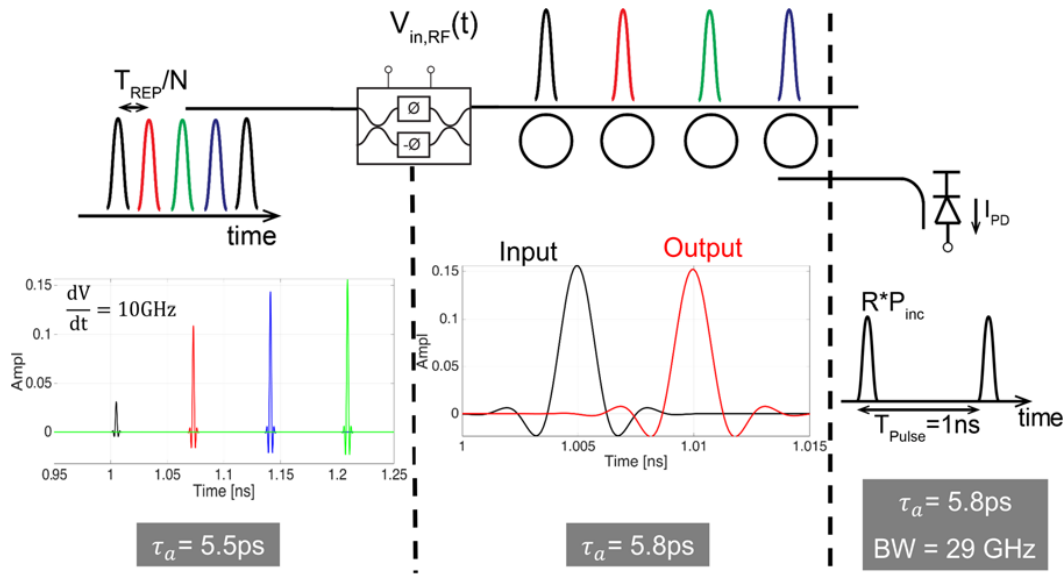 V_in,RF(t)
T_REP/N
Ø
-Ø
time
I_PD
dV/dt = 10GHz
0.15
0.1
0.05
0
Ampl
0.95 1 1.05 1.1 1.15 1.2 1.25
Time [ns]
Input Output
0.15
0.1
0.05
0
Ampl
1 1.005 1.01 1.015
Time [ns]
R*P_inc
time
T_Pulse=1ns
τ_a= 5.5ps
τ_a= 5.8ps
τ_a= 5.8ps
BW = 29 GHz